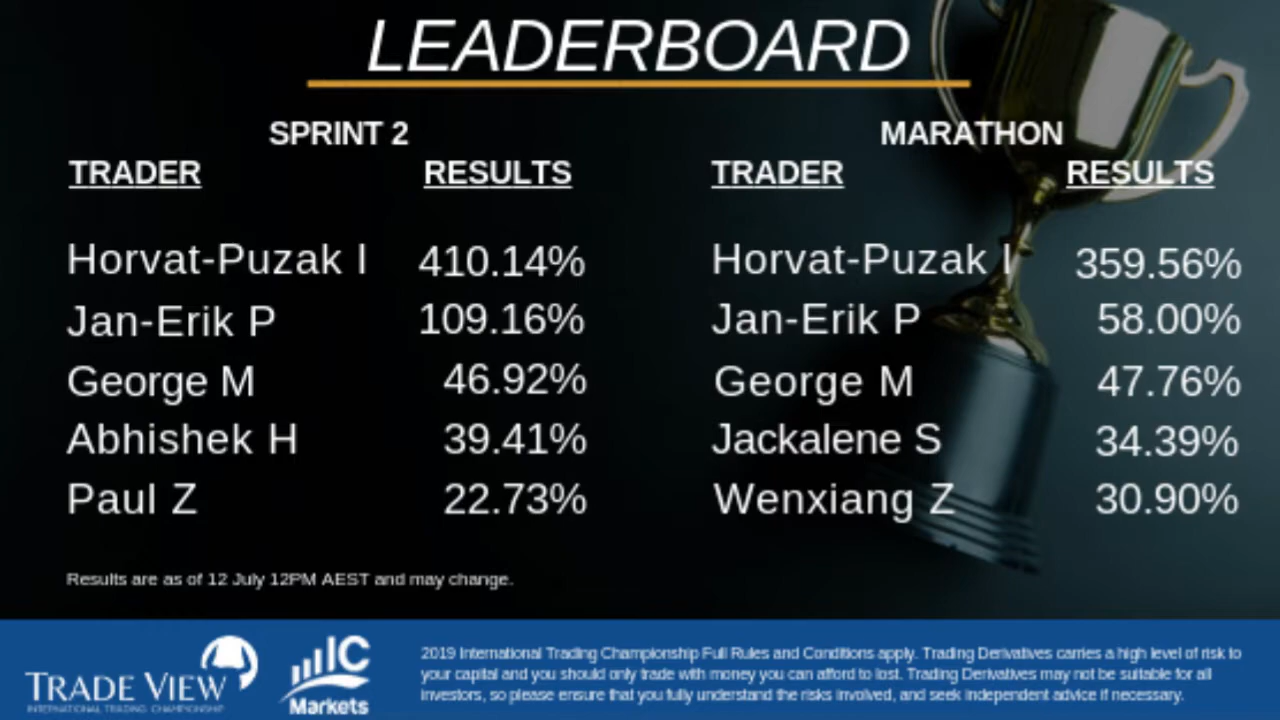 LEADERBOARD
SPRINT 2
TRADER RESULTS
Horvat-Puzak I 410.14%
Jan-Erik P 109.16%
George M 46.92%
Abhishek H 39.41%
Paul Z 22.73%
MARATHON
TRADER RESULTS
Horvat-Puzak I 359.56%
Jan-Erik P 58.00%
George M 47.76%
Jackalene S 34.39%
Wenxiang Z 30.90%
Results are as of 12 July 12PM AEST and may change.
TRADE VIEW
INTERNATIONAL TRADING CHAMPIONSHIP
IC
Markets
2019 International Trading Championship Full Rules and Conditions apply. Trading Derivatives carries a high level of risk to
your capital and you should only trade with money you can afford to lost. Trading Derivatives may not be suitable for all
investors, so please ensure that you fully understand the risks involved, and seek independent advice if necessary.